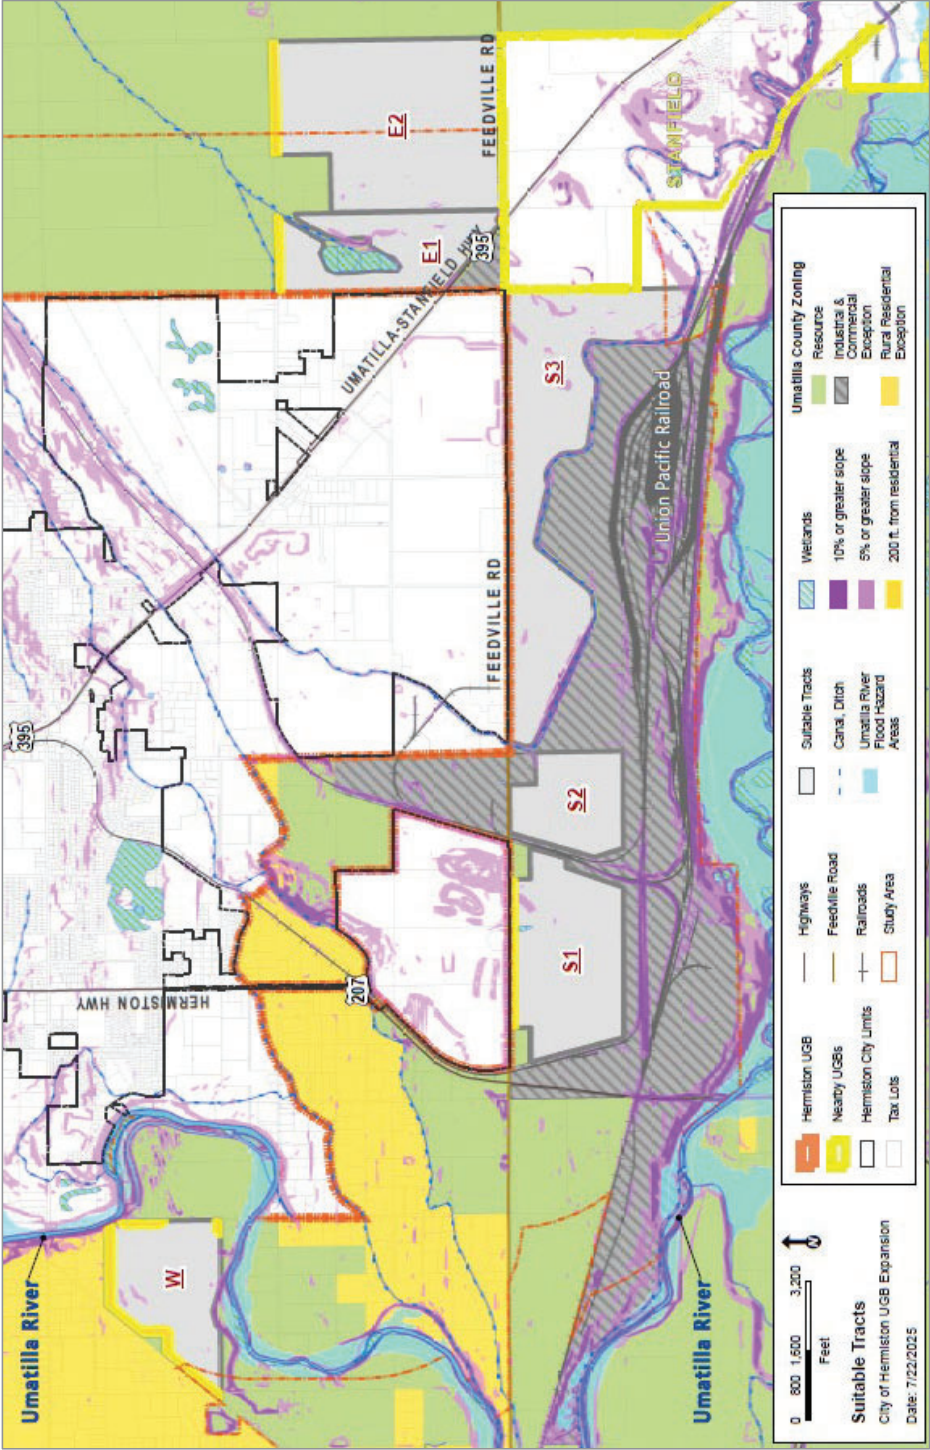 Umatilla River
W
HERMISTON HWY
207
395
UMATILLA-STANFIELD HWY
395
E1
E2
FEEDVILLE RD
FEEDVILLE RD
STANFIELD
S1
S2
S3
Union Pacific Railroad
Umatilla River
0 800 1,600 3,200
Feet
N
Suitable Tracts
City of Hermiston UGB Expansion
Date: 7/22/2025
Hermiston UGB
Nearby UGBs
Hermiston City Limits
Tax Lots
Highways
Feedville Road
Railroads
Study Area
Suitable Tracts
Canal, Ditch
Umatilla River
Flood Hazard
Areas
Wetlands
10% or greater slope
5% or greater slope
200 ft. from residential
Umatilla County Zoning
Resource
Industrial &
Commercial
Exception
Rural Residential
Exception